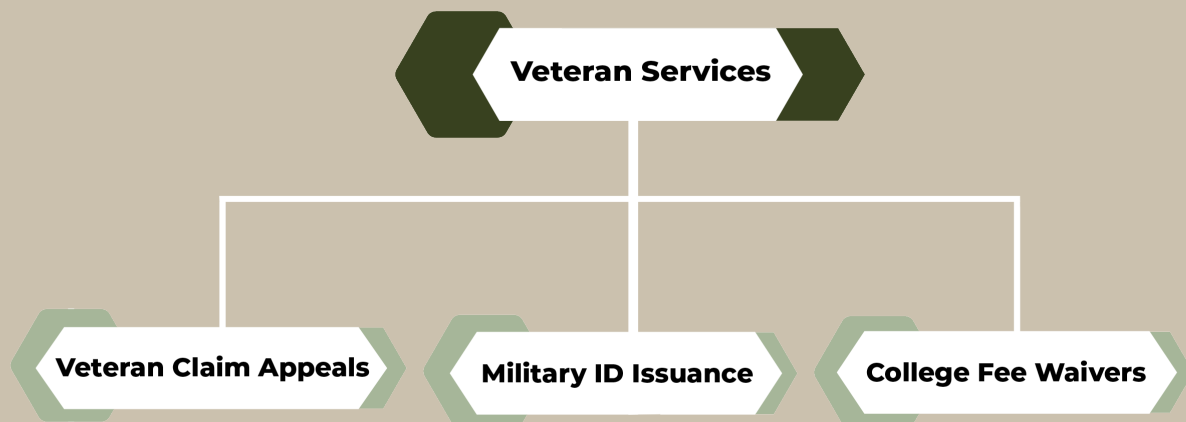 Veteran Services
Veteran Claim Appeals
Military ID Issuance
College Fee Waivers